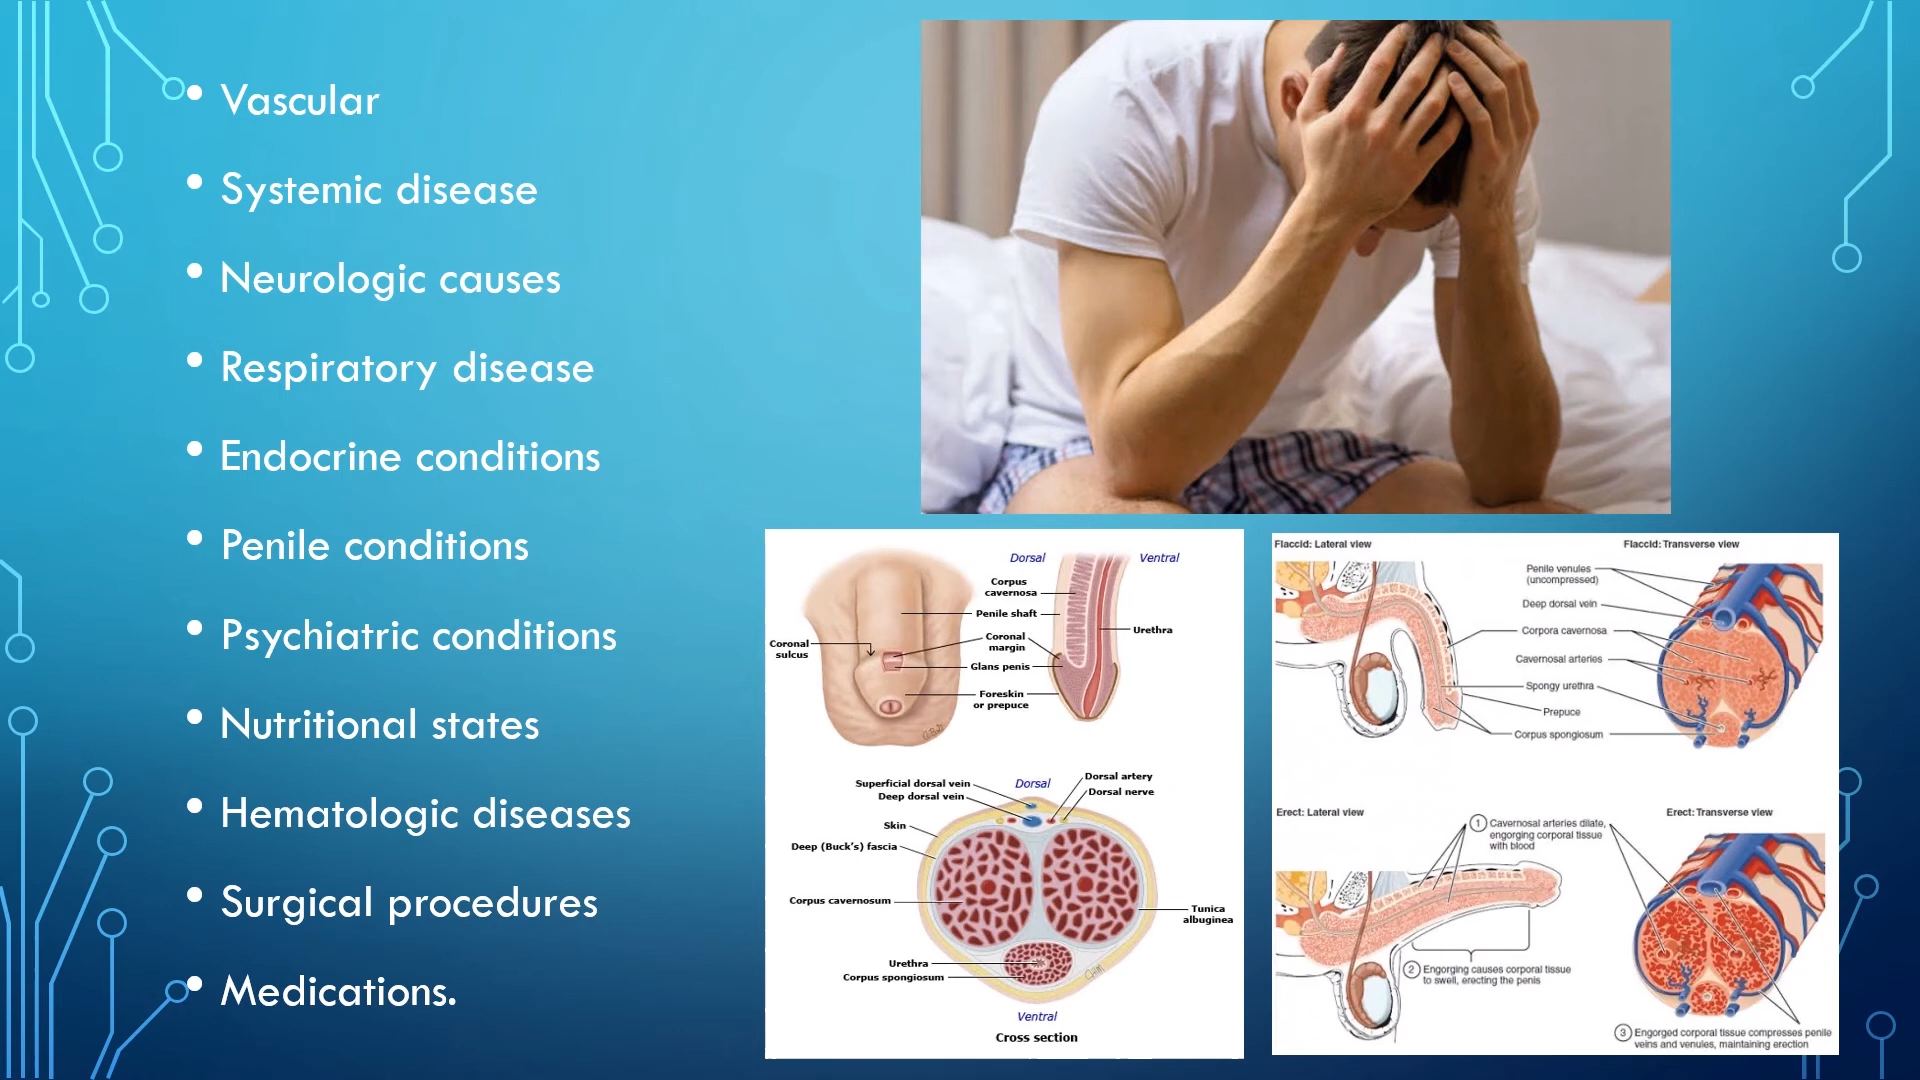 • Vascular
• Systemic disease
• Neurologic causes
• Respiratory disease
• Endocrine conditions
• Penile conditions
• Psychiatric conditions
• Nutritional states
• Hematologic diseases
• Surgical procedures
• Medications.
Dorsal
Ventral
Corpus
cavernosa
Penile shaft
Coronal
sulcus
Coronal
margin
Urethra
Glans penis
Foreskin
or prepuce
Superficial dorsal vein
Deep dorsal vein
Dorsal
Dorsal artery
Dorsal nerve
Skin
Deep (Buck's) fascia
Corpus cavernosum
Tunica
albuginea
Urethra
Corpus spongiosum
Ventral
Cross section
Flaccid: Lateral view
Flaccid: Transverse view
Penile venules
(uncompressed)
Deep dorsal vein
Corpora cavernosa
Cavernosal arteries
Spongy urethra
Prepuce
Corpus spongiosum
Erect: Lateral view
Erect: Transverse view
1 Cavernosal arteries dilate,
engorging corporal tissue
with blood
2 Engorging causes corporal tissue
to swell, erecting the penis
3 Engorged corporal tissue compresses penile
veins and venules, maintaining erection